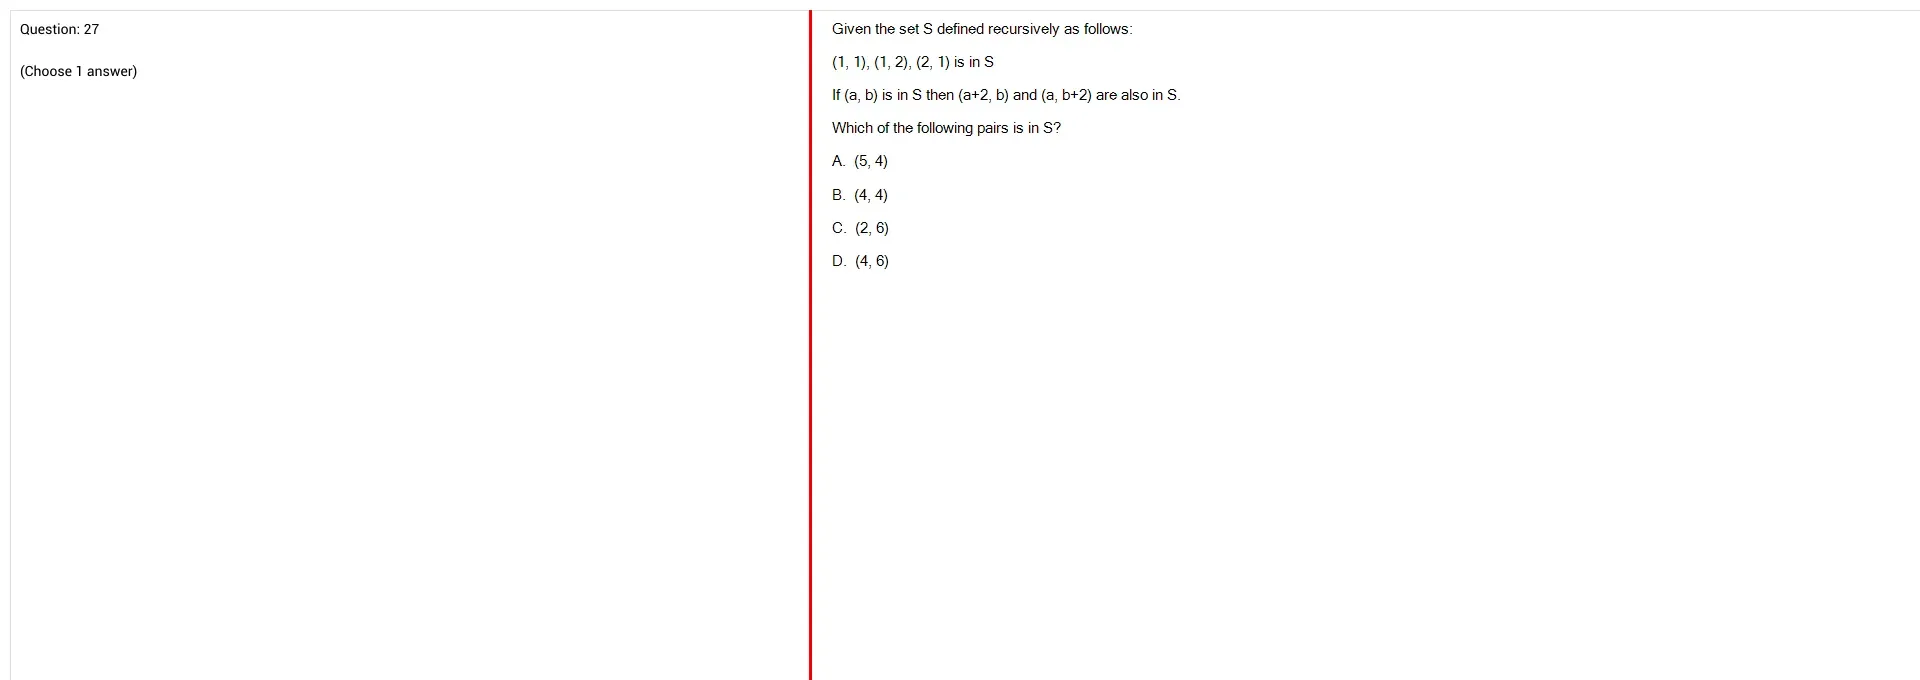 Question: 27
(Choose 1 answer)
Given the set S defined recursively as follows:
(1, 1), (1, 2), (2, 1) is in S
If (a, b) is in S then (a+2, b) and (a, b+2) are also in S.
Which of the following pairs is in S?
A. (5, 4)
B. (4, 4)
C. (2, 6)
D. (4, 6)